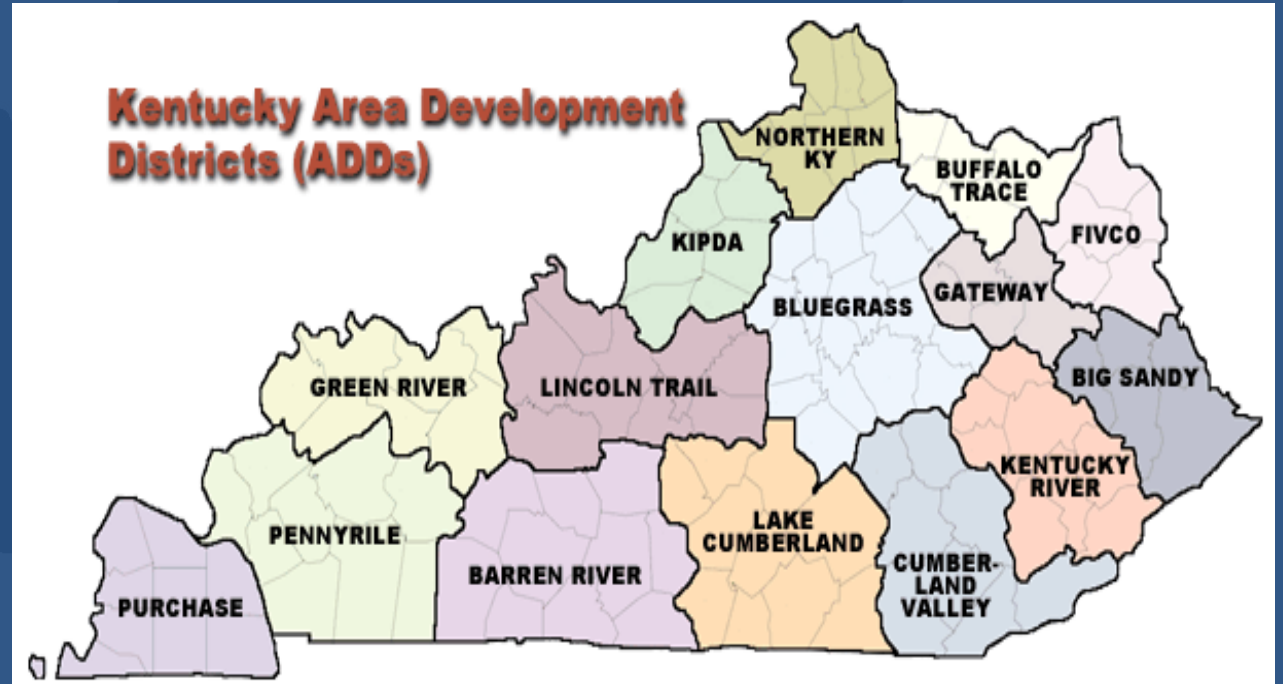 Kentucky Area Development
Districts (ADDs)
NORTHERN
KY
BUFFALO
TRACE
FIVCO
KIPDA
GATEWAY
BLUEGRASS
BIG SANDY
GREEN RIVER
LINCOLN TRAIL
KENTUCKY
RIVER
LAKE
CUMBERLAND
PENNYRILE
BARREN RIVER
CUMBER-
LAND
VALLEY
PURCHASE